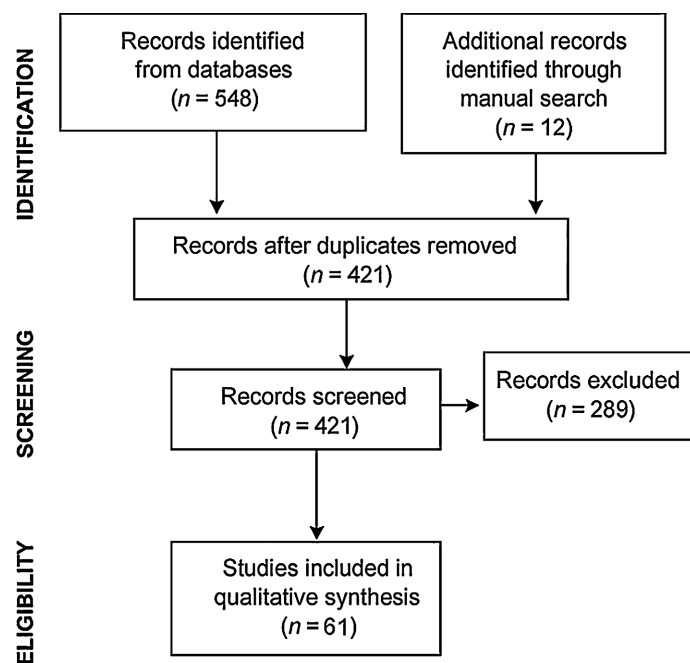 IDENTIFICATION
Records identified
from databases
(n = 548)
Additional records
identified through
manual search
(n = 12)
Records after duplicates removed
(n = 421)
SCREENING
Records screened
(n = 421)
Records excluded
(n = 289)
ELIGIBILITY
Studies included in
qualitative synthesis
(n = 61)